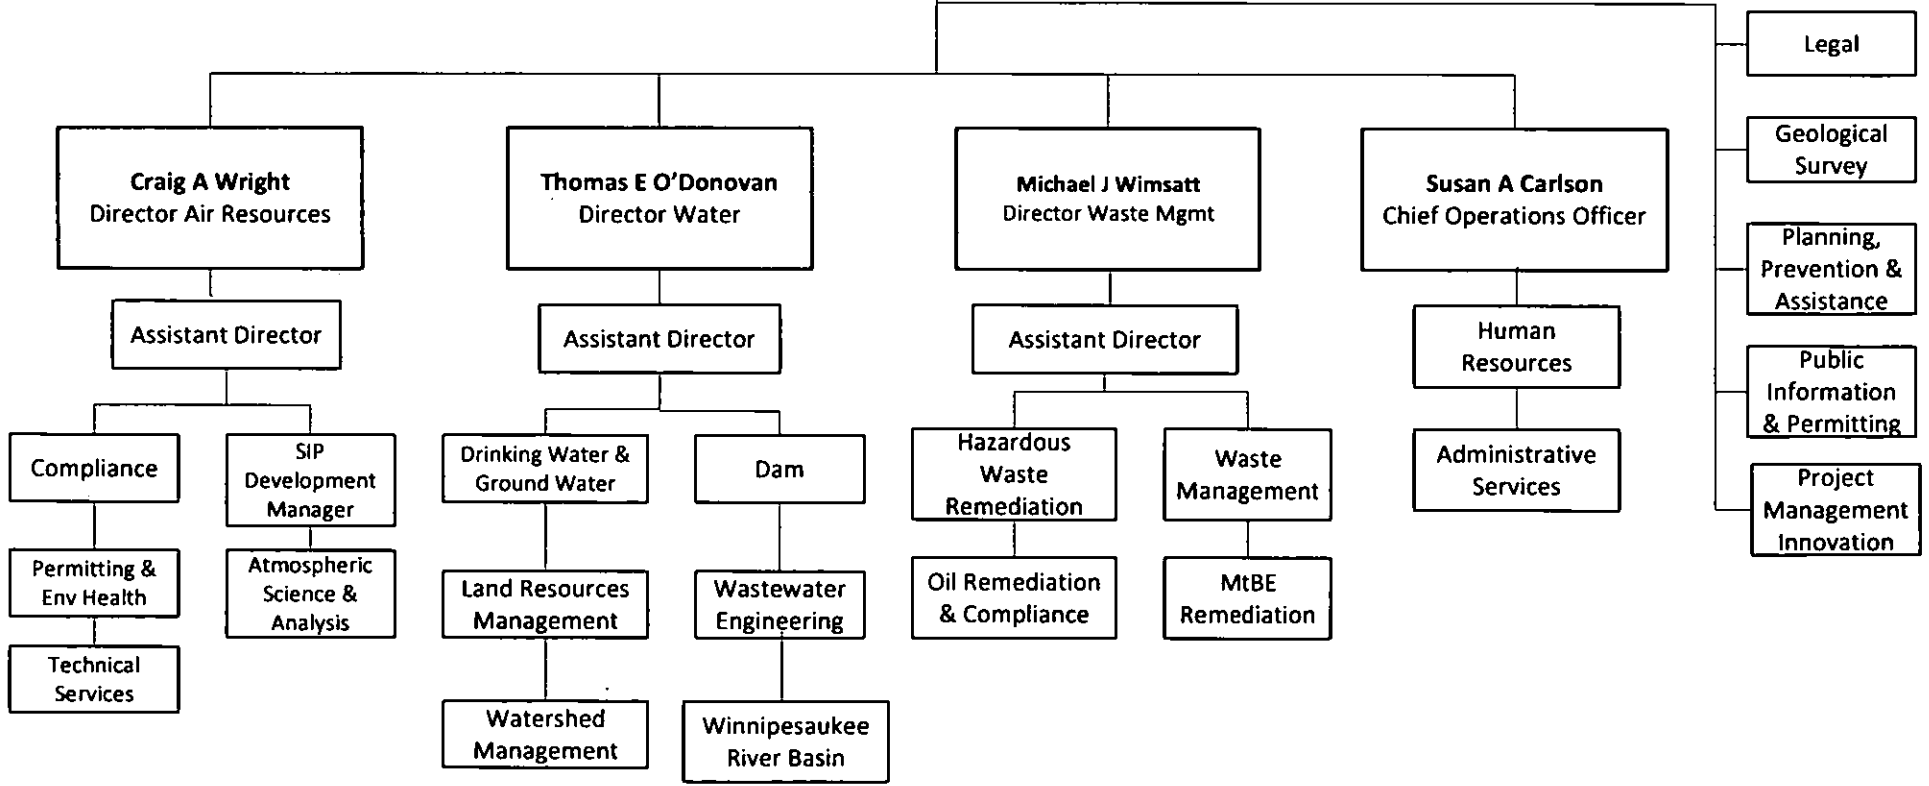 Legal
Geological
Survey
Planning,
Prevention &
Assistance
Public
Information
& Permitting
Project
Management
Innovation
Craig A Wright
Director Air Resources
Thomas E O'Donovan
Director Water
Michael J Wimsatt
Director Waste Mgmt
Susan A Carlson
Chief Operations Officer
Assistant Director
Assistant Director
Assistant Director
Human
Resources
Compliance
SIP
Development
Manager
Drinking Water &
Ground Water
Dam
Hazardous
Waste
Remediation
Waste
Management
Administrative
Services
Permitting &
Env Health
Atmospheric
Science &
Analysis
Land Resources
Management
Wastewater
Engineering
Oil Remediation
& Compliance
MtBE
Remediation
Technical
Services
Watershed
Management
Winnipesaukee
River Basin